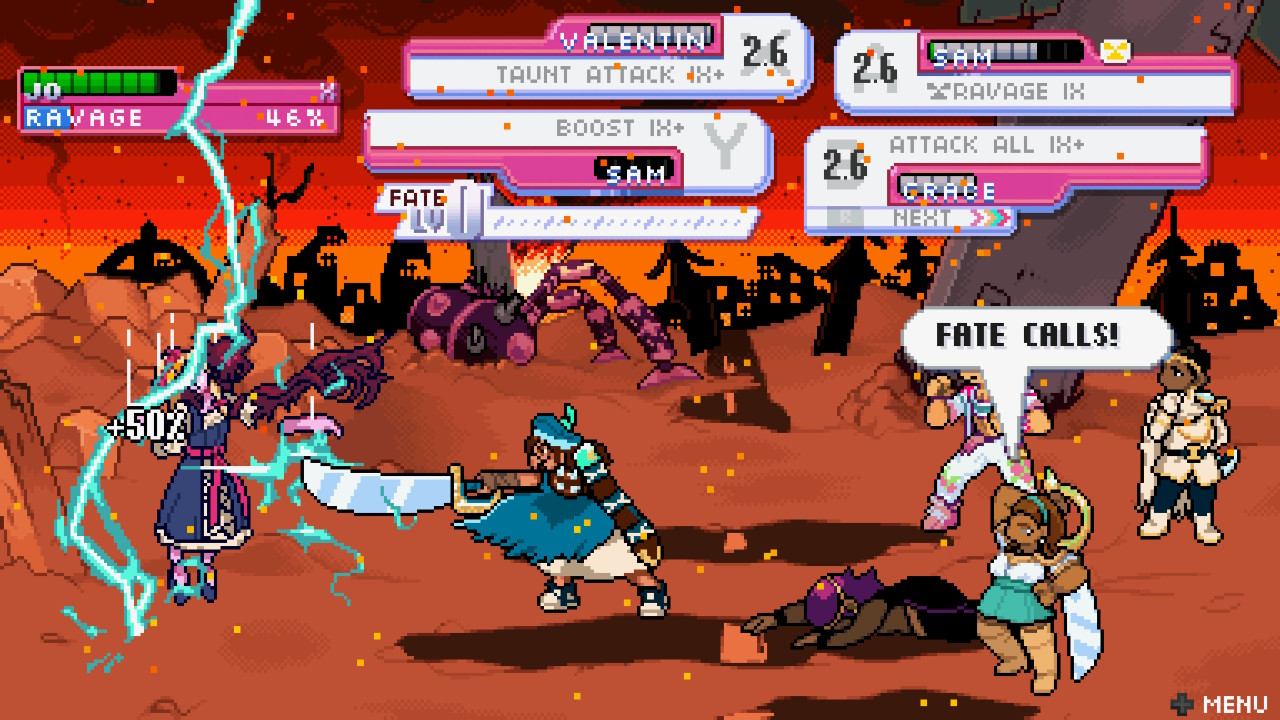 JO X
RAVAGE 46%
VALENTIN
TAUNT ATTACK IX+
X
2.6
BOOST IX+
Y
SAM
FATE
LV
2.6
SAM
RAVAGE IX
2.6
ATTACK ALL IX+
GRACE
R NEXT
FATE CALLS!
+50%
MENU